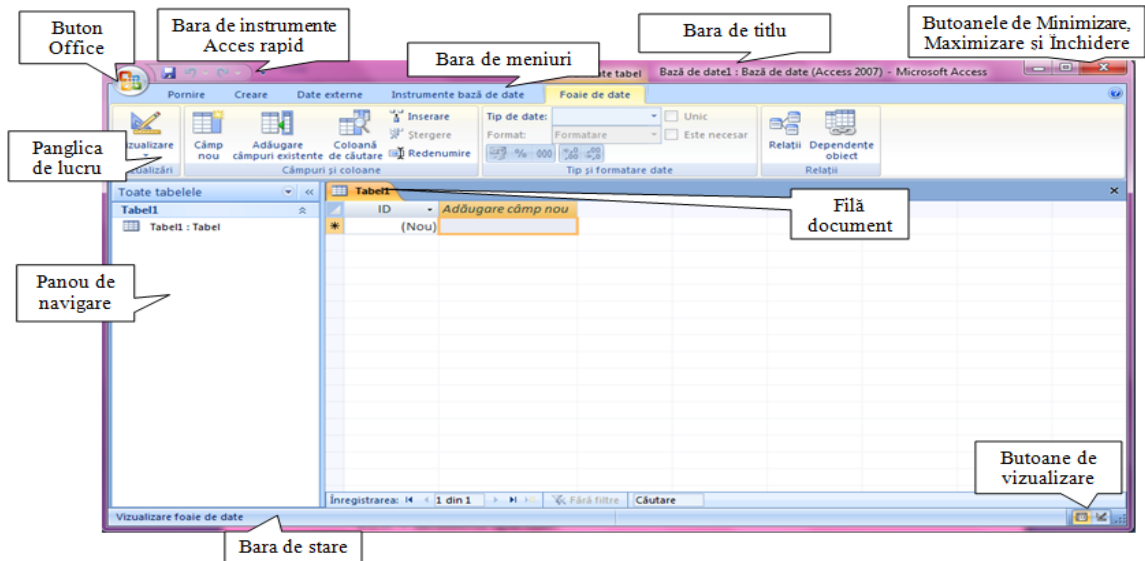 Buton
Office
Bara de instrumente
Acces rapid
Bara de titlu
Butoanele de Minimizare,
Maximizare și Închidere
Bara de meniuri
Bază de date1 : Bază de date (Access 2007) - Microsoft Access
Pornire Creare Date externe Instrumente bază de date Foaie de date
Inserare Tip de date: Unic
Ștergere Format: Formatare Este necesar
Redenumire % 000
Câmp
nou
Adăugare
câmpuri existente
Coloană
de căutare
Relații Dependențe
obiect
Câmpuri și coloane Tip și formatare date Relații
Panglica
de lucru
Toate tabelele Tabel1
Tabel1 ID Adăugare câmp nou
Tabel1 : Tabel (Nou)
Filă
document
Panou de
navigare
Butoane de
vizualizare
Înregistrarea: 1 din 1 Fără filtre Căutare
Vizualizare foaie de date
Bara de stare